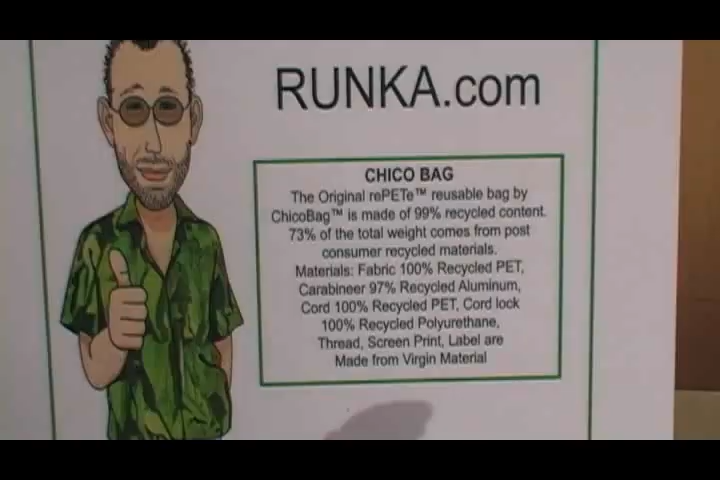 RUNKA.com
CHICO BAG
The Original rePETe™ reusable bag by
ChicoBag™ is made of 99% recycled content.
73% of the total weight comes from post
consumer recycled materials.
Materials: Fabric 100% Recycled PET,
Carabineer 97% Recycled Aluminum,
Cord 100% Recycled PET, Cord lock
100% Recycled Polyurethane,
Thread, Screen Print, Label are
Made from Virgin Material